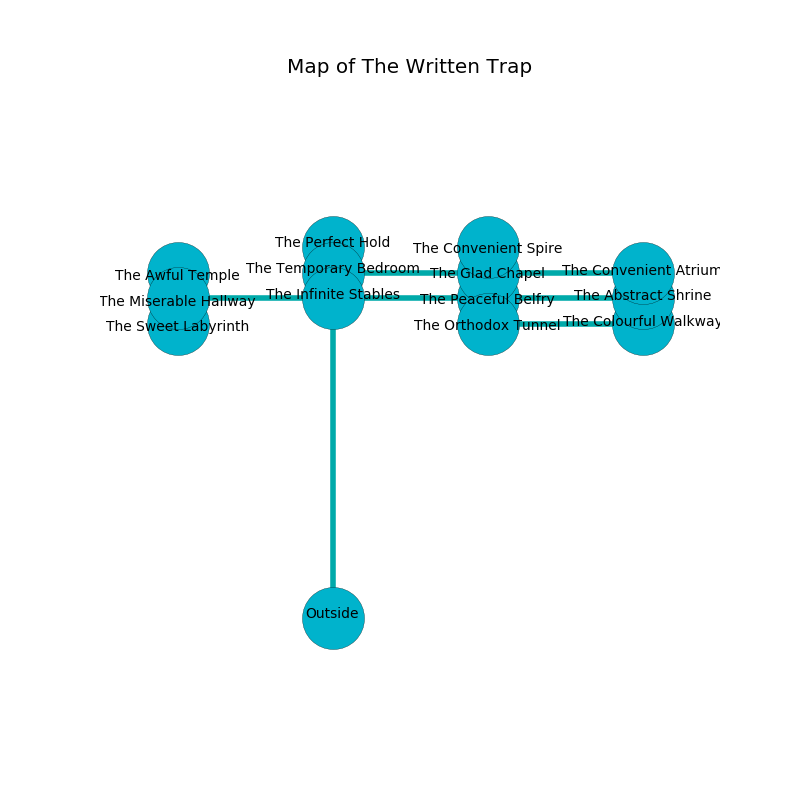 Map of The Written Trap
The Perfect Hold
The Convenient Spire
The Awful Temple
The Temporary Bedroom
The Glad Chapel
The Convenient Atrium
The Miserable Hallway
The Infinite Stables
The Peaceful Belfry
The Abstract Shrine
The Sweet Labyrinth
The Orthodox Tunnel
The Colourful Walkway
Outside